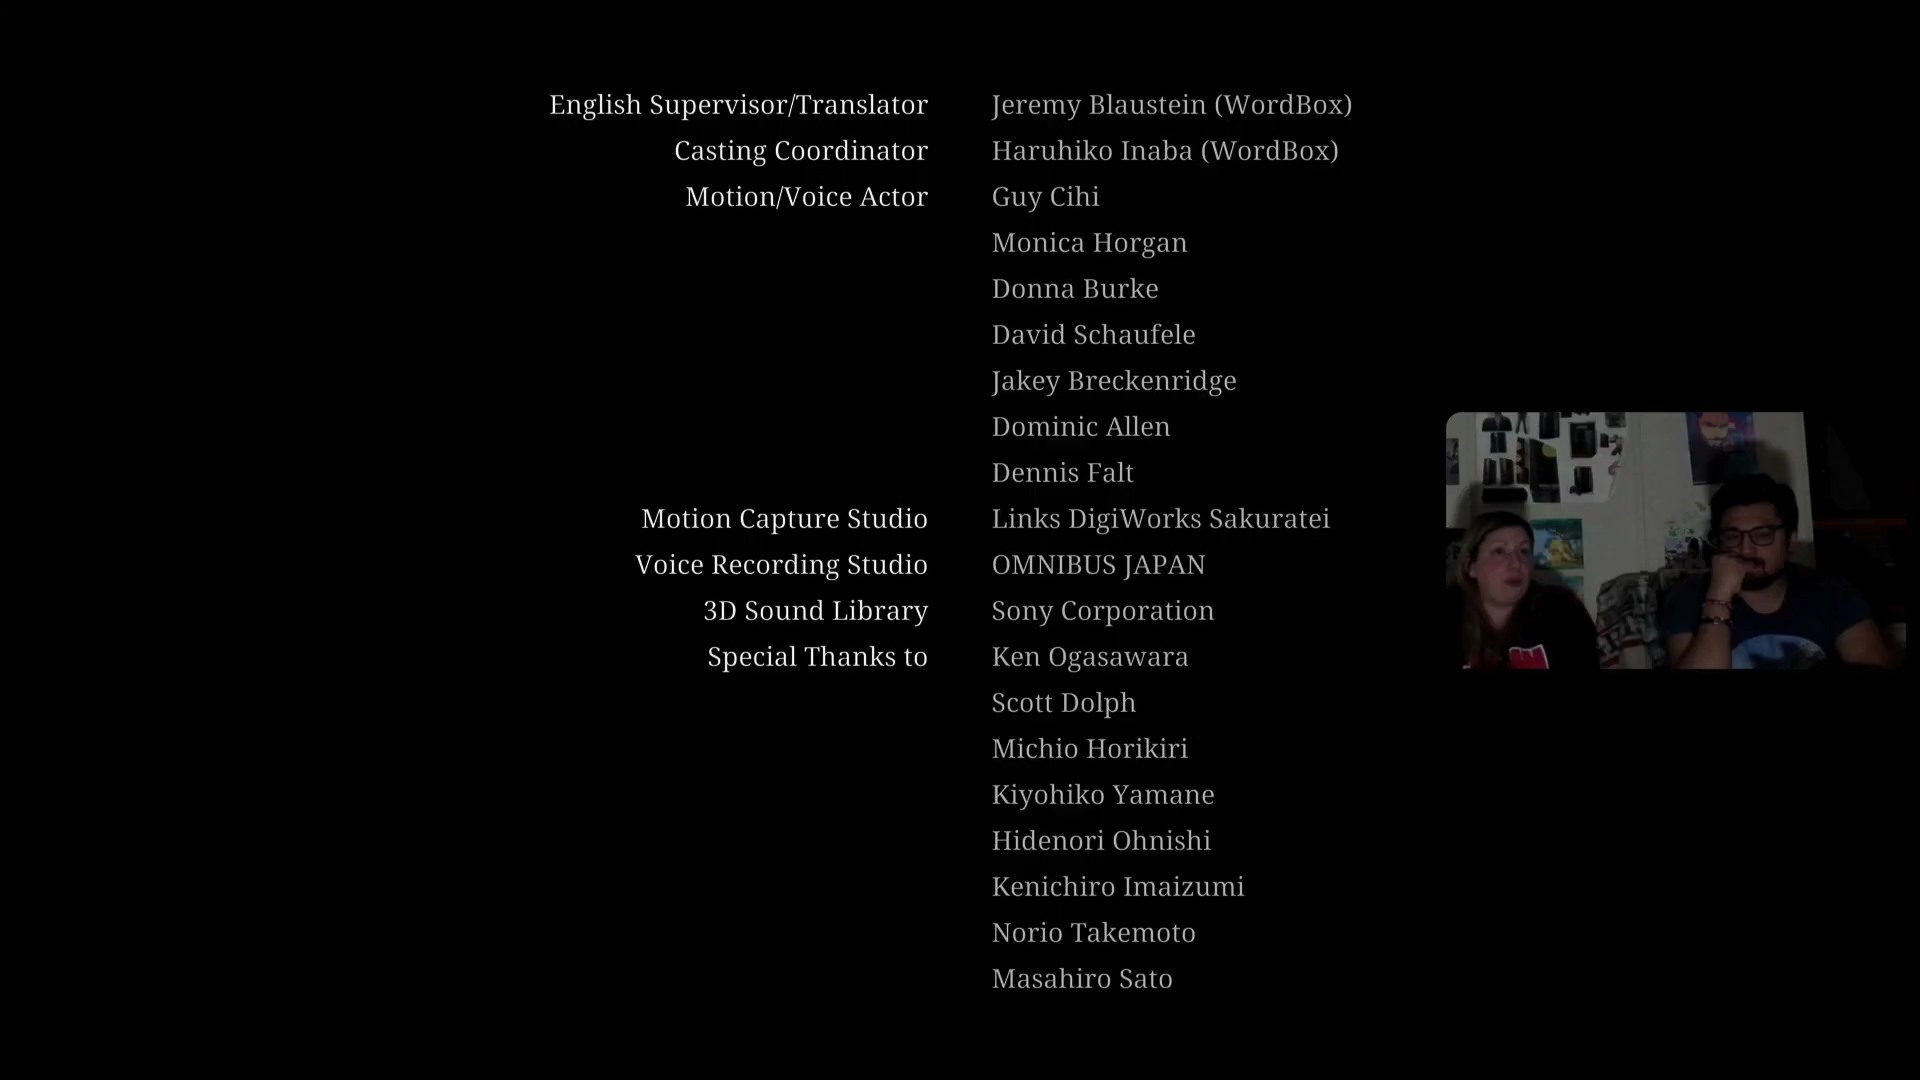 English Supervisor/Translator Jeremy Blaustein (WordBox)
Casting Coordinator Haruhiko Inaba (WordBox)
Motion/Voice Actor Guy Cihi
Monica Horgan
Donna Burke
David Schaufele
Jakey Breckenridge
Dominic Allen
Dennis Falt
Motion Capture Studio Links DigiWorks Sakuratei
Voice Recording Studio OMNIBUS JAPAN
3D Sound Library Sony Corporation
Special Thanks to Ken Ogasawara
Scott Dolph
Michio Horikiri
Kiyohiko Yamane
Hidenori Ohnishi
Kenichiro Imaizumi
Norio Takemoto
Masahiro Sato